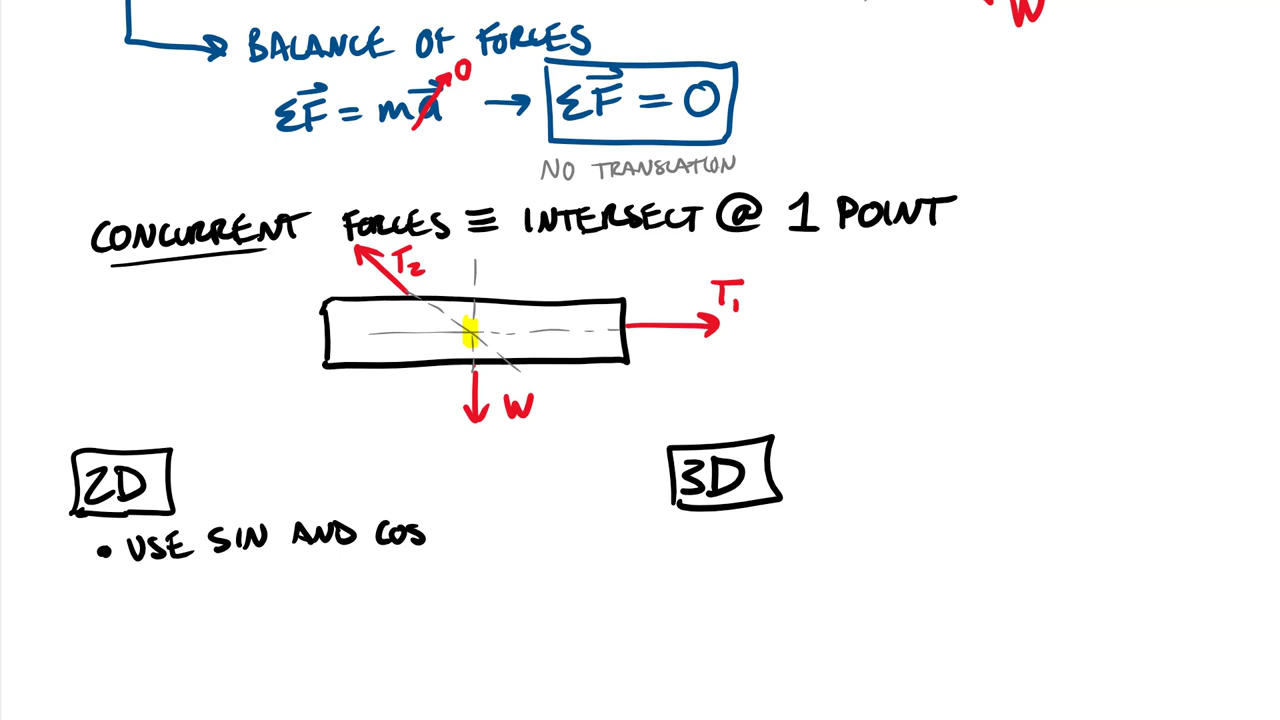 W
BALANCE OF FORCES
ΣF⃗ = ma⃗ 0 → ΣF⃗ = 0
NO TRANSLATION
CONCURRENT FORCES ≡ INTERSECT @ 1 POINT
T₂
T₁
W
2D
3D
• USE SIN AND COS